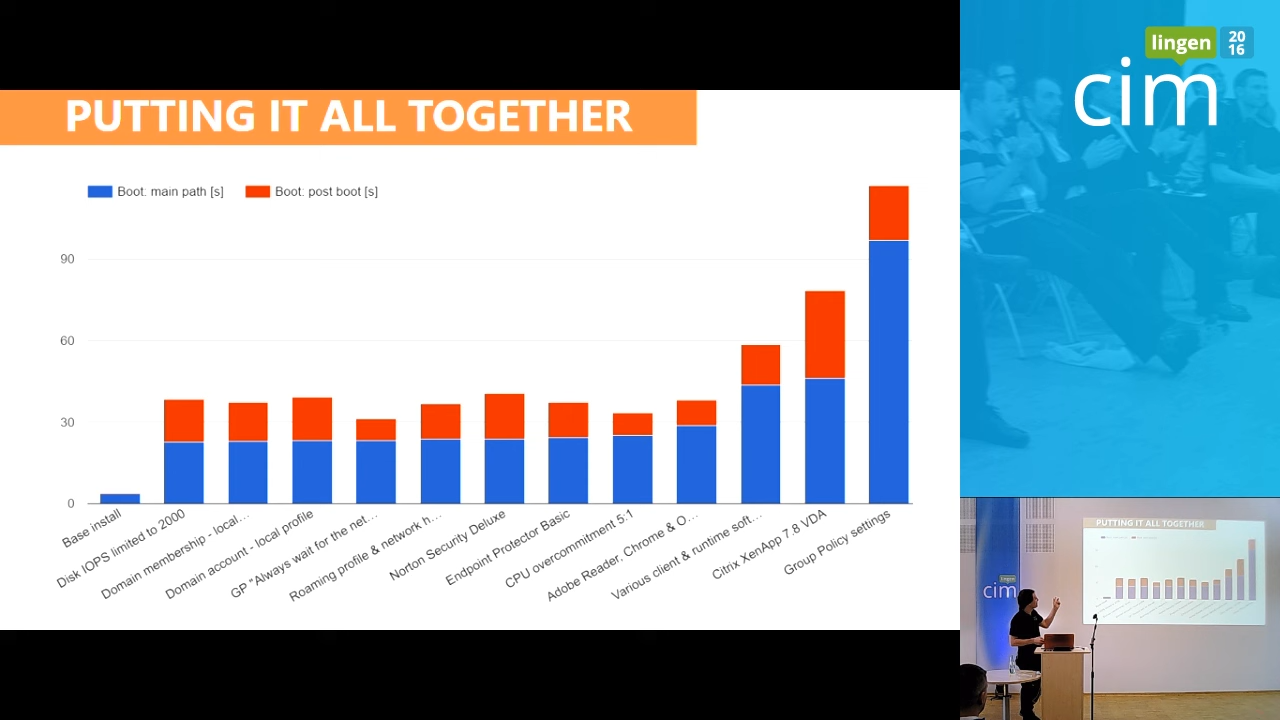 PUTTING IT ALL TOGETHER
Boot: main path [s]
Boot: post boot [s]
90
60
30
0
Base install
Disk IOPS limited to 2000
Domain membership - local...
Domain account - local profile
GP "Always wait for the net...
Roaming profile & network h...
Norton Security Deluxe
Endpoint Protector Basic
CPU overcommitment 5:1
Adobe Reader, Chrome & O...
Various client & runtime soft...
Citrix XenApp 7.8 VDA
Group Policy settings
lingen
20
16
cim
PUTTING IT ALL TOGETHER
lingen
cim